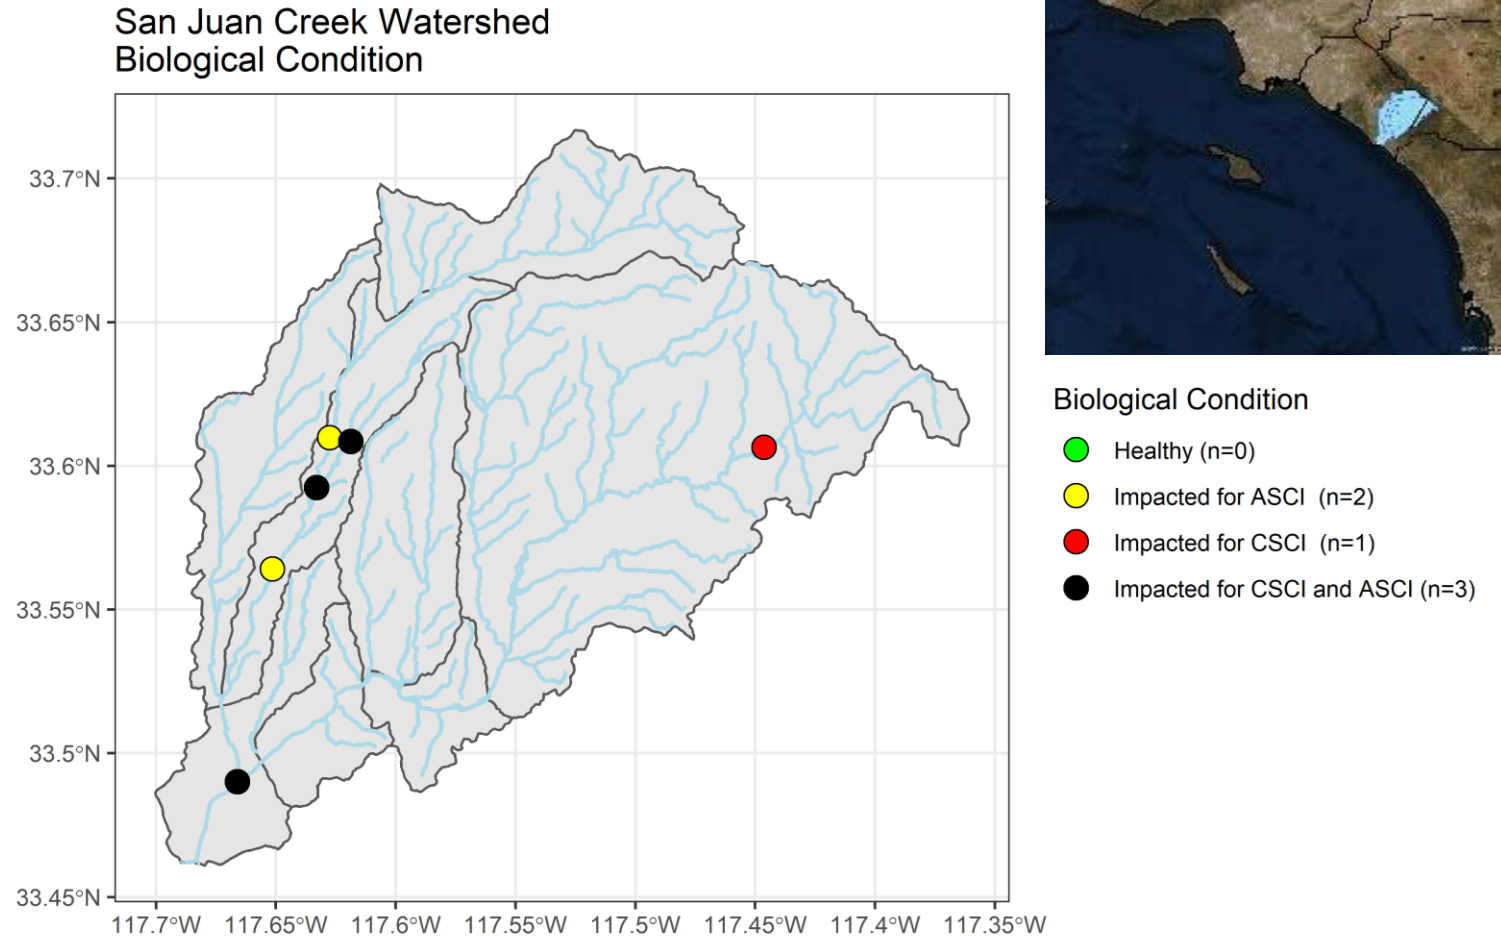 San Juan Creek Watershed
Biological Condition
33.7°N
33.65°N
33.6°N
33.55°N
33.5°N
33.45°N
117.7°W 117.65°W 117.6°W 117.55°W 117.5°W 117.45°W 117.4°W 117.35°W
Biological Condition
Healthy (n=0)
Impacted for ASCI (n=2)
Impacted for CSCI (n=1)
Impacted for CSCI and ASCI (n=3)